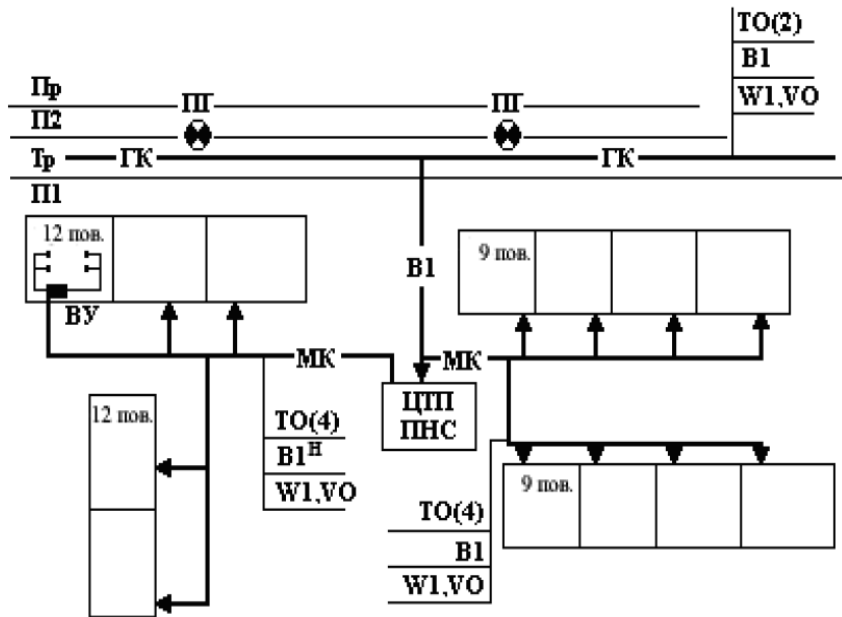 ТО(2)
В1
W1,VO
Пр
ПГ
ПГ
П2
Тр
ГК
ГК
П1
12 пов.
В1
9 пов.
ВУ
МК
МК
ЦТП
ПНС
12 пов.
ТО(4)
В1ᴴ
W1,VO
9 пов.
ТО(4)
В1
W1,VO